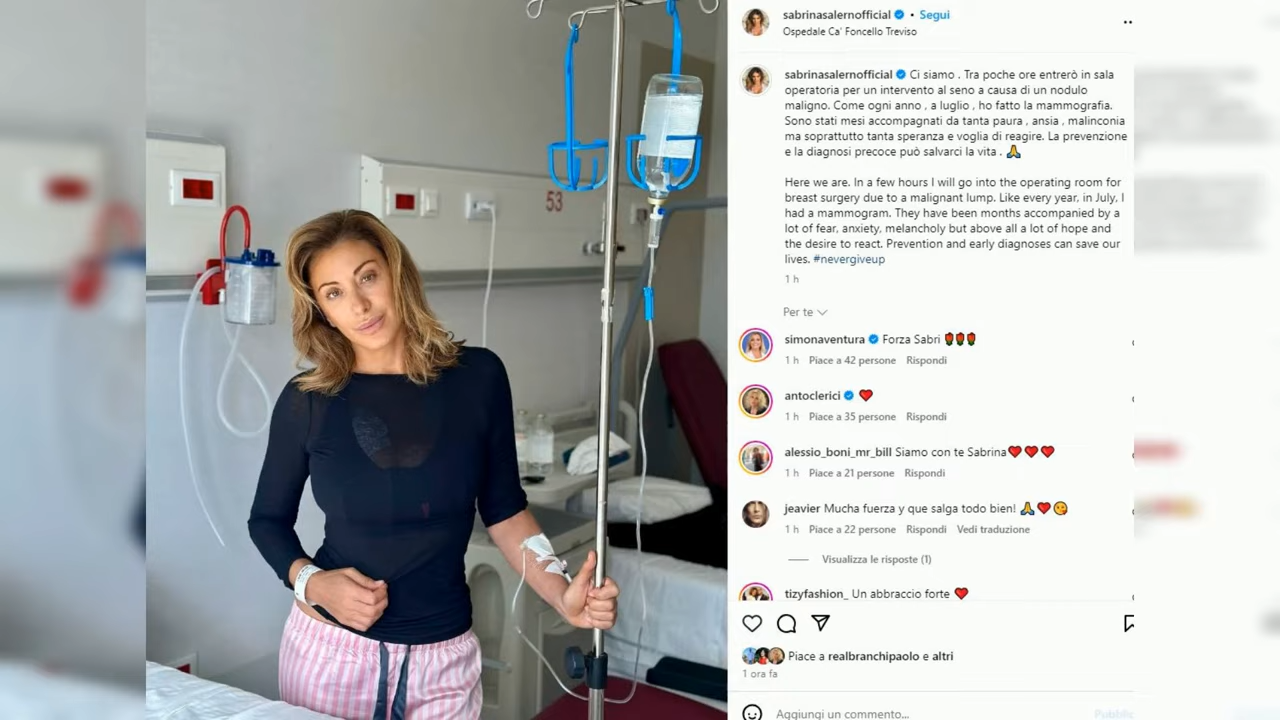 53
sabrinasalernofficial • Segui
Ospedale Ca' Foncello Treviso
sabrinasalernofficial Ci siamo . Tra poche ore entrerò in sala
operatoria per un intervento al seno a causa di un nodulo
maligno. Come ogni anno , a luglio , ho fatto la mammografia.
Sono stati mesi accompagnati da tanta paura , ansia , malinconia
ma soprattutto tanta speranza e voglia di reagire. La prevenzione
e la diagnosi precoce può salvarci la vita . 🙏
Here we are. In a few hours I will go into the operating room for
breast surgery due to a malignant lump. Like every year, in July, I
had a mammogram. They have been months accompanied by a
lot of fear, anxiety, melancholy but above all a lot of hope and
the desire to react. Prevention and early diagnoses can save our
lives. #nevergiveup
1 h
Per te
simonaventura Forza Sabri 🌹🌹🌹
1 h Piace a 42 persone Rispondi
antoclerici ❤️
1 h Piace a 35 persone Rispondi
alessio_boni_mr_bill Siamo con te Sabrina❤️❤️❤️
1 h Piace a 21 persone Rispondi
jeavier Mucha fuerza y que salga todo bien! 🙏❤️😘
1 h Piace a 22 persone Rispondi Vedi traduzione
Visualizza le risposte (1)
tizyfashion_ Un abbraccio forte ❤️
Piace a realbranchipaolo e altri
1 ora fa
Aggiungi un commento...
Pubblic